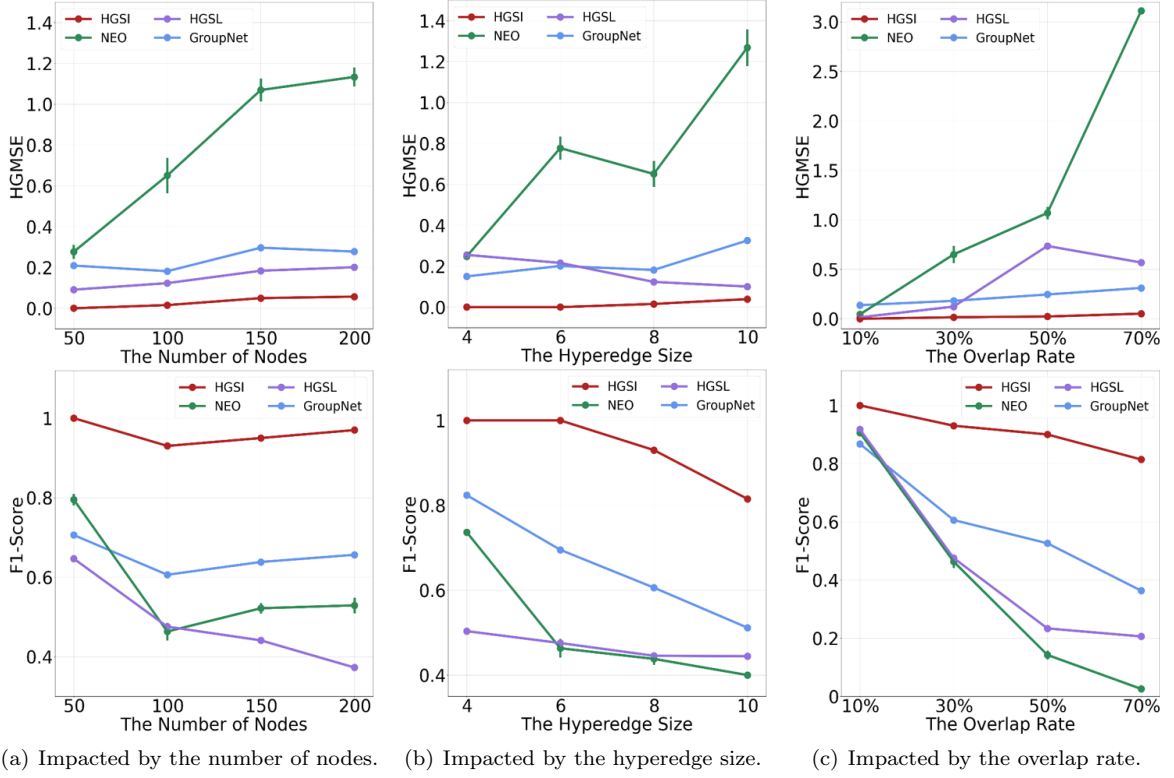 HGSI HGSL
NEO GroupNet
1.4
1.2
1.0
0.8
0.6
0.4
0.2
0.0
HGMSE
50 100 150 200
The Number of Nodes
HGSI HGSL
NEO GroupNet
1.4
1.2
1.0
0.8
0.6
0.4
0.2
0.0
HGMSE
4 6 8 10
The Hyperedge Size
HGSI HGSL
NEO GroupNet
3.0
2.5
2.0
1.5
1.0
0.5
0.0
HGMSE
10% 30% 50% 70%
The Overlap Rate
HGSI HGSL
NEO GroupNet
1
0.8
0.6
0.4
F1-Score
50 100 150 200
The Number of Nodes
HGSI HGSL
NEO GroupNet
1
0.8
0.6
0.4
F1-Score
4 6 8 10
The Hyperedge Size
HGSI HGSL
NEO GroupNet
1
0.8
0.6
0.4
0.2
0
F1-Score
10% 30% 50% 70%
The Overlap Rate
(a) Impacted by the number of nodes.
(b) Impacted by the hyperedge size.
(c) Impacted by the overlap rate.